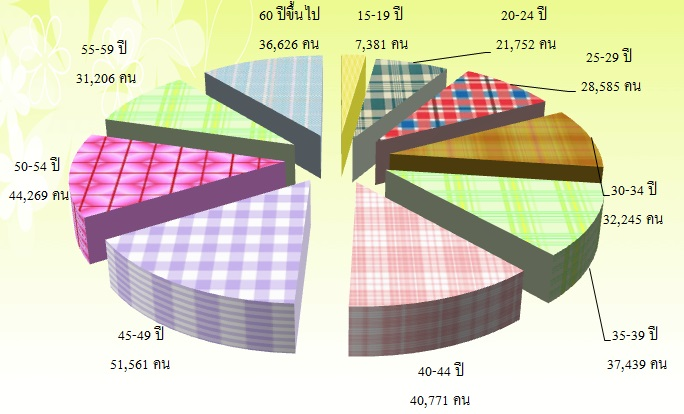 60 ปีขึ้นไป
36,626 คน
15-19 ปี
7,381 คน
20-24 ปี
21,752 คน
25-29 ปี
28,585 คน
30-34 ปี
32,245 คน
35-39 ปี
37,439 คน
40-44 ปี
40,771 คน
45-49 ปี
51,561 คน
50-54 ปี
44,269 คน
55-59 ปี
31,206 คน